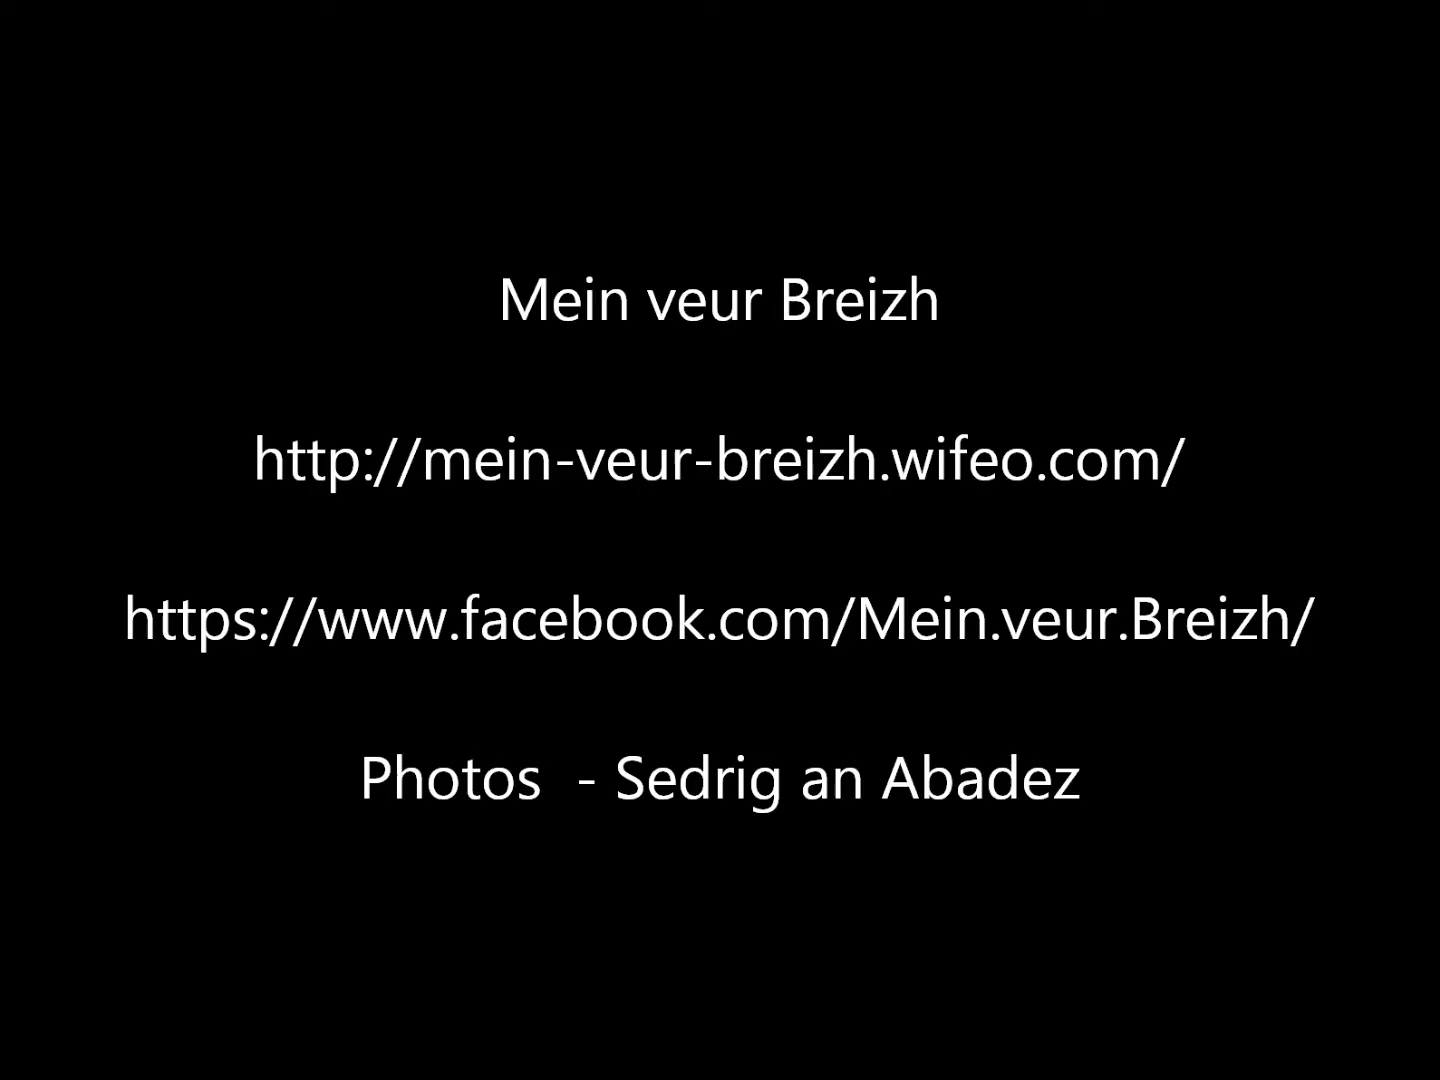 Mein veur Breizh
http://mein-veur-breizh.wifeo.com/
https://www.facebook.com/Mein.veur.Breizh/
Photos  - Sedrig an Abadez